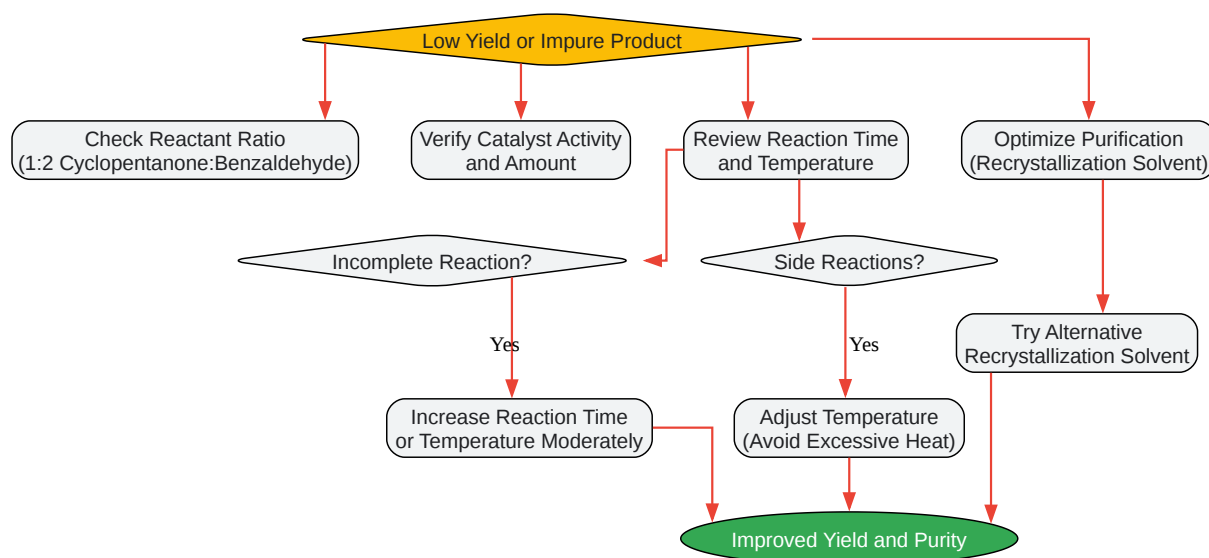 Low Yield or Impure Product
Check Reactant Ratio
(1:2 Cyclopentanone:Benzaldehyde)
Verify Catalyst Activity
and Amount
Review Reaction Time
and Temperature
Optimize Purification
(Recrystallization Solvent)
Incomplete Reaction?
Side Reactions?
Yes
Yes
Try Alternative
Recrystallization Solvent
Increase Reaction Time
or Temperature Moderately
Adjust Temperature
(Avoid Excessive Heat)
Improved Yield and Purity